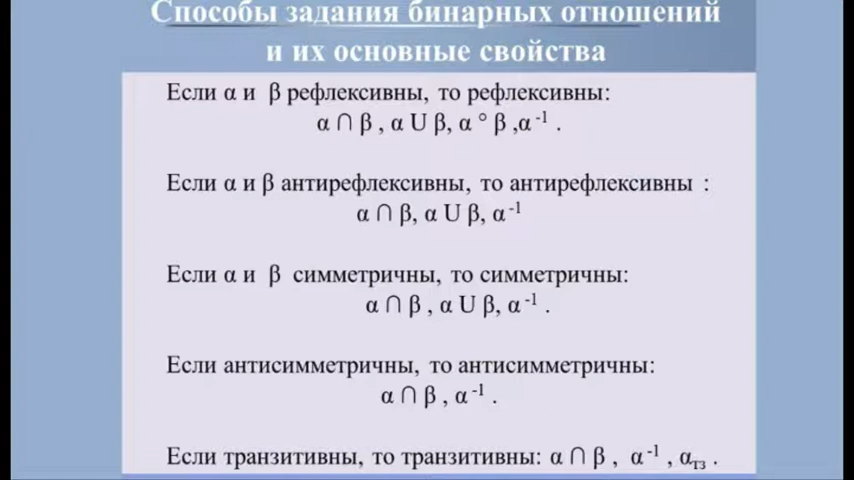 Способы задания бинарных отношений
и их основные свойства
Если α и β рефлексивны, то рефлексивны:
α ∩ β , α U β, α ° β ,α⁻¹ .
Если α и β антирефлексивны, то антирефлексивны :
α ∩ β, α U β, α⁻¹
Если α и β симметричны, то симметричны:
α ∩ β , α U β, α⁻¹ .
Если антисимметричны, то антисимметричны:
α ∩ β , α⁻¹ .
Если транзитивны, то транзитивны: α ∩ β , α⁻¹ , αтз .